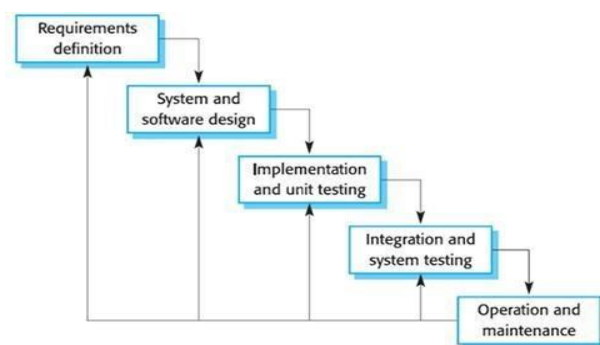 Requirements
definition
System and
software design
Implementation
and unit testing
Integration and
system testing
Operation and
maintenance